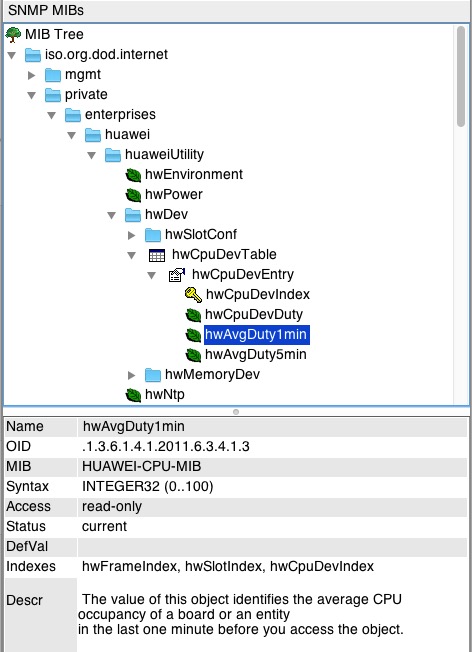 SNMP MIBs
MIB Tree
iso.org.dod.internet
mgmt
private
enterprises
huawei
huaweiUtility
hwEnvironment
hwPower
hwDev
hwSlotConf
hwCpuDevTable
hwCpuDevEntry
hwCpuDevIndex
hwCpuDevDuty
hwAvgDuty1min
hwAvgDuty5min
hwMemoryDev
hwNtp
Name hwAvgDuty1min
OID .1.3.6.1.4.1.2011.6.3.4.1.3
MIB HUAWEI-CPU-MIB
Syntax INTEGER32 (0..100)
Access read-only
Status current
DefVal
Indexes hwFrameIndex, hwSlotIndex, hwCpuDevIndex
Descr The value of this object identifies the average CPU
occupancy of a board or an entity
in the last one minute before you access the object.